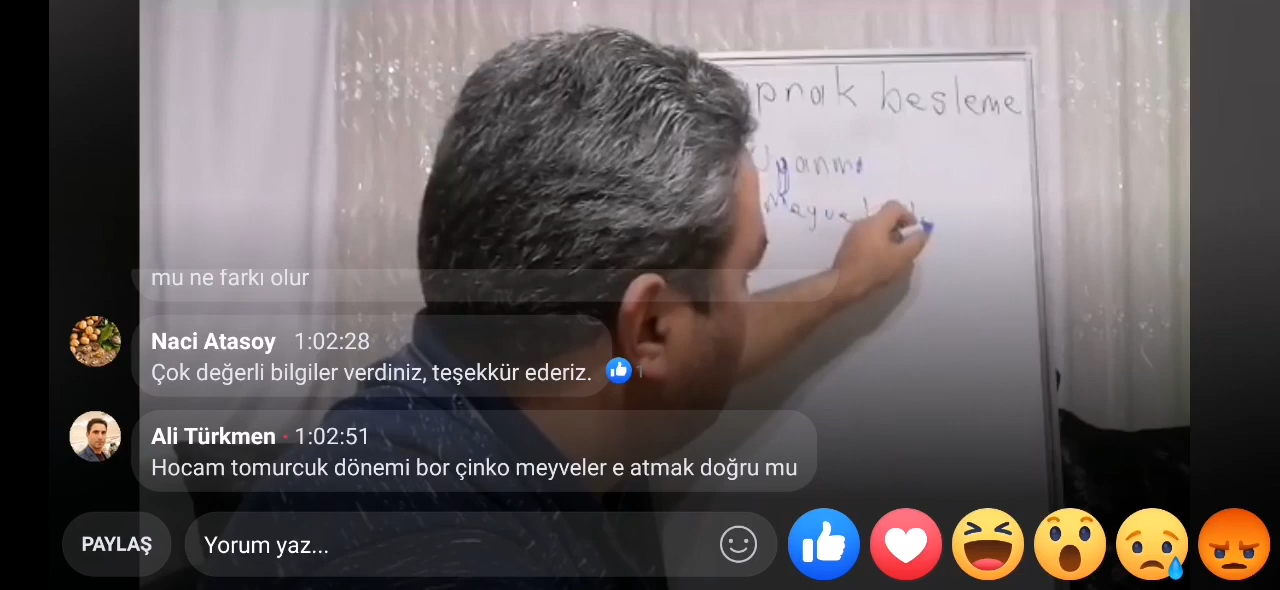 besleme
mu ne farkı olur
Naci Atasoy 1:02:28
Çok değerli bilgiler verdiniz, teşekkür ederiz. 1
Ali Türkmen · 1:02:51
Hocam tomurcuk dönemi bor çinko meyveler e atmak doğru mu
PAYLAŞ
Yorum yaz...